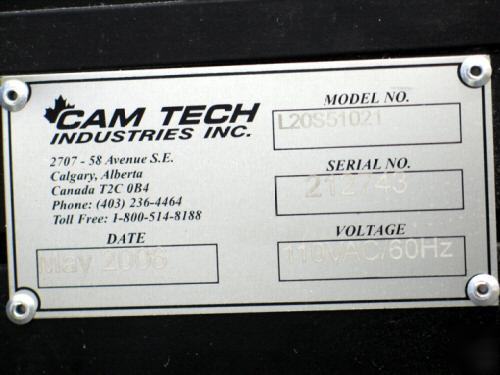 CAM TECH
INDUSTRIES INC.
2707 - 58 Avenue S.E.
Calgary, Alberta
Canada T2C 0B4
Phone: (403) 236-4464
Toll Free: 1-800-514-8188
DATE
May 2006
MODEL NO.
L20S51021
SERIAL NO.
212743
VOLTAGE
110VAC/60Hz